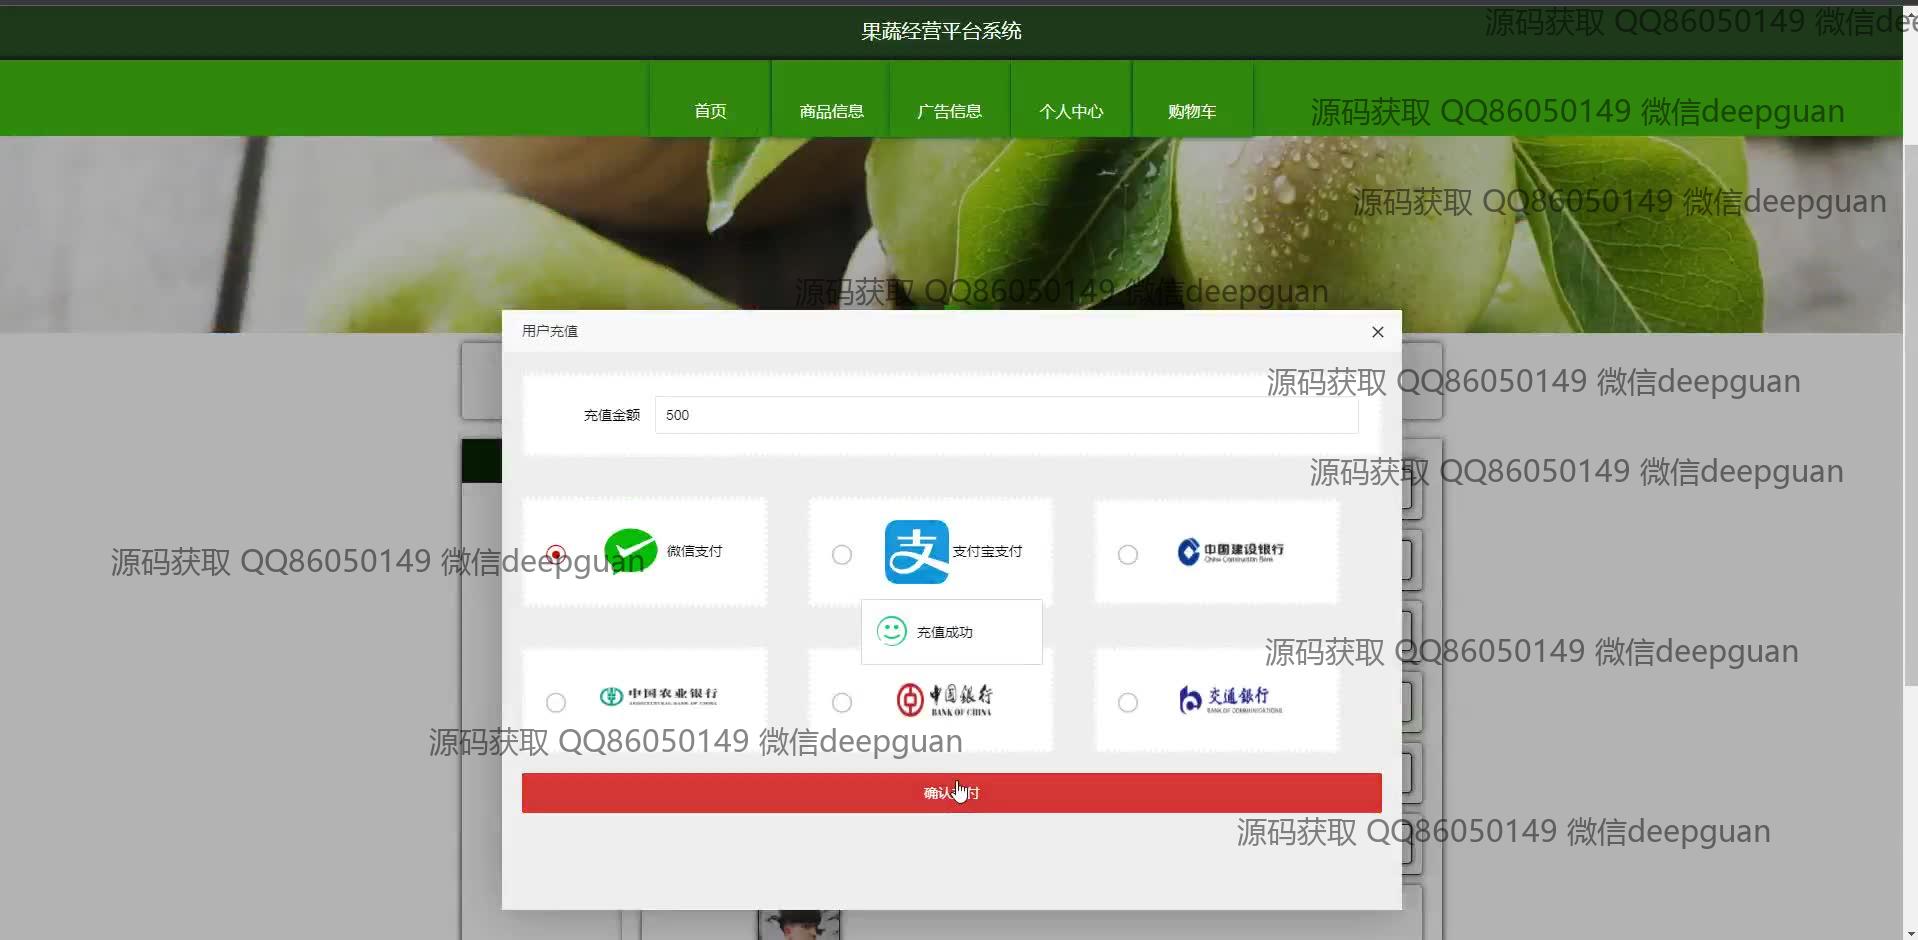 果蔬经营平台系统
源码获取 QQ86050149 微信dee
首页
商品信息
广告信息
个人中心
购物车
源码获取 QQ86050149 微信deepguan
源码获取 QQ86050149 微信deepguan
源码获取 QQ86050149 微信deepguan
用户充值
源码获取 QQ86050149 微信deepguan
充值金额 500
源码获取 QQ86050149 微信deepguan
微信支付
支付宝支付
中国建设银行
China Construction Bank
源码获取 QQ86050149 微信deepguan
充值成功
源码获取 QQ86050149 微信deepguan
中国农业银行
AGRICULTURAL BANK OF CHINA
中国银行
BANK OF CHINA
交通银行
BANK OF COMMUNICATIONS
源码获取 QQ86050149 微信deepguan
确认支付
源码获取 QQ86050149 微信deepguan